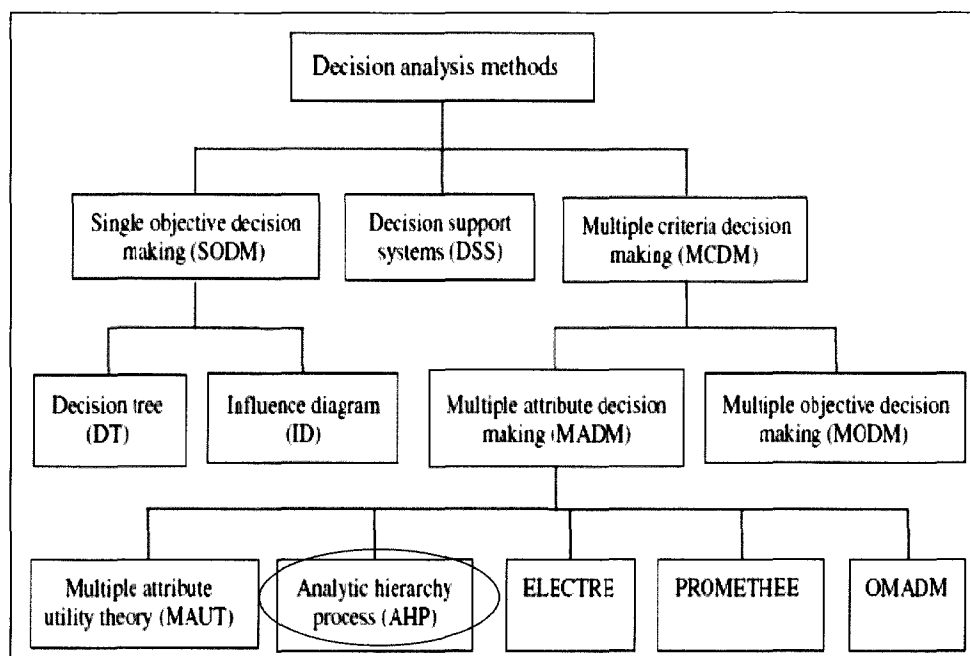 Decision analysis methods
Single objective decision
making (SODM)
Decision support
systems (DSS)
Multiple criteria decision
making (MCDM)
Decision tree
(DT)
Influence diagram
(ID)
Multiple attribute decision
making (MADM)
Multiple objective decision
making (MODM)
Multiple attribute
utility theory (MAUT)
Analytic hierarchy
process (AHP)
ELECTRE
PROMETHEE
OMADM